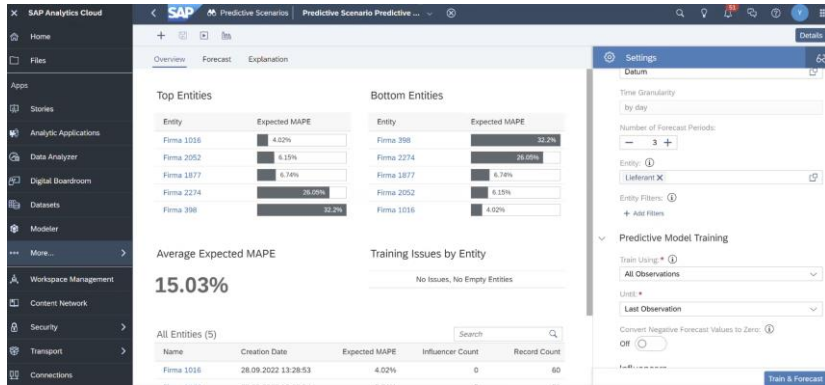 SAP Analytics Cloud
SAP Predictive Scenarios Predictive Scenario Predictive ...
51
Y
Home
Files
Apps
Stories
Analytic Applications
Data Analyzer
Digital Boardroom
Datasets
Modeler
More...
Workspace Management
Content Network
Security
Transport
Connections
Details
Overview Forecast Explanation
Top Entities
Entity Expected MAPE
Firma 1016 4.02%
Firma 2052 6.15%
Firma 1877 6.74%
Firma 2274 26.05%
Firma 398 32.2%
Bottom Entities
Entity Expected MAPE
Firma 398 32.2%
Firma 2274 26.05%
Firma 1877 6.74%
Firma 2052 6.15%
Firma 1016 4.02%
Average Expected MAPE
15.03%
Training Issues by Entity
No Issues, No Empty Entities
All Entities (5)
Search
Name Creation Date Expected MAPE Influencer Count Record Count
Firma 1016 28.09.2022 13:28:53 4.02% 0 60
Settings
Datum
Time Granularity
by day
Number of Forecast Periods:
− 3 +
Entity:
Lieferant X
Entity Filters:
+ Add Filters
Predictive Model Training
Train Using: *
All Observations
Until: *
Last Observation
Convert Negative Forecast Values to Zero:
Off
Train & Forecast